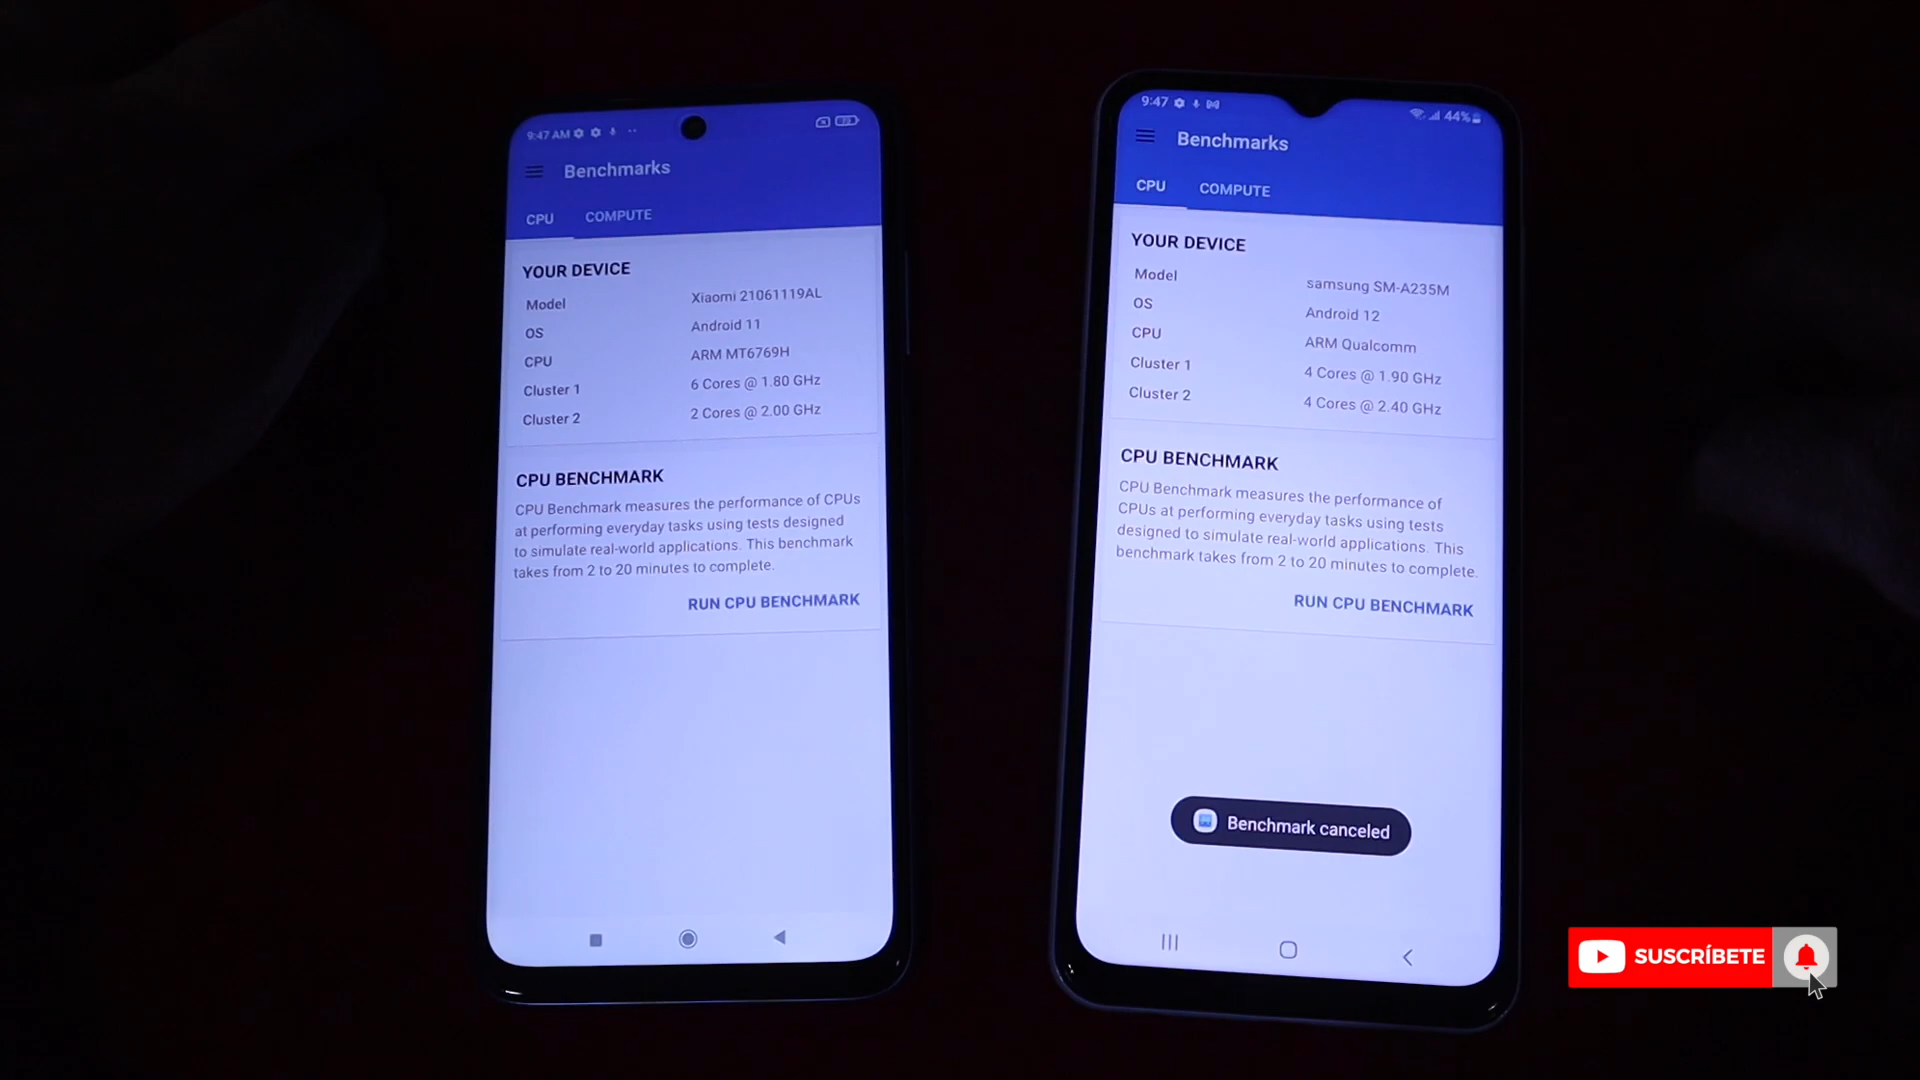 9:47 AM
Benchmarks
CPU COMPUTE
YOUR DEVICE
Model Xiaomi 21061119AL
OS Android 11
CPU ARM MT6769H
Cluster 1 6 Cores @ 1.80 GHz
Cluster 2 2 Cores @ 2.00 GHz
CPU BENCHMARK
CPU Benchmark measures the performance of CPUs
at performing everyday tasks using tests designed
to simulate real-world applications. This benchmark
takes from 2 to 20 minutes to complete.
RUN CPU BENCHMARK
9:47 44%
Benchmarks
CPU COMPUTE
YOUR DEVICE
Model samsung SM-A235M
OS Android 12
CPU ARM Qualcomm
Cluster 1 4 Cores @ 1.90 GHz
Cluster 2 4 Cores @ 2.40 GHz
CPU BENCHMARK
CPU Benchmark measures the performance of
CPUs at performing everyday tasks using tests
designed to simulate real-world applications. This
benchmark takes from 2 to 20 minutes to complete.
RUN CPU BENCHMARK
Benchmark canceled
SUSCRÍBETE